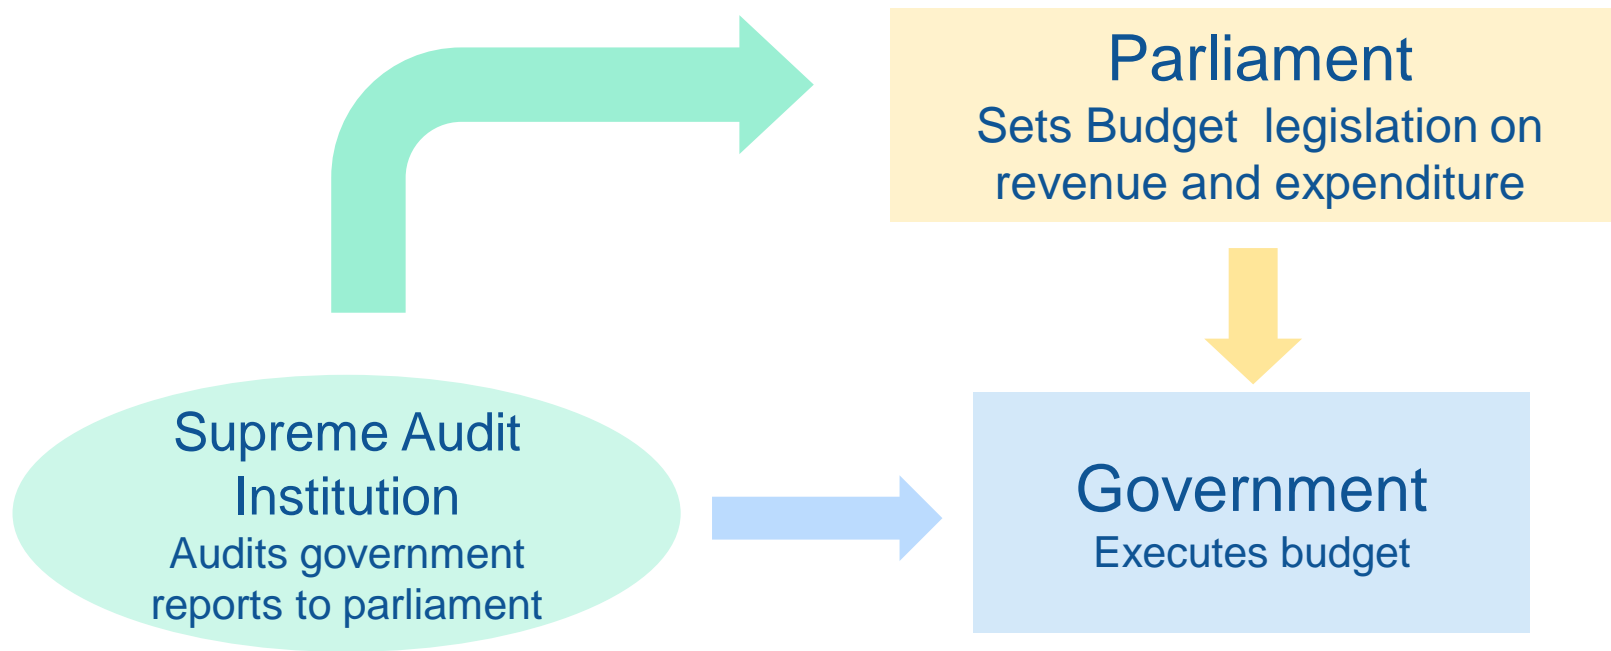 Parliament
Sets Budget  legislation on
revenue and expenditure
Supreme Audit
Institution
Audits government
reports to parliament
Government
Executes budget